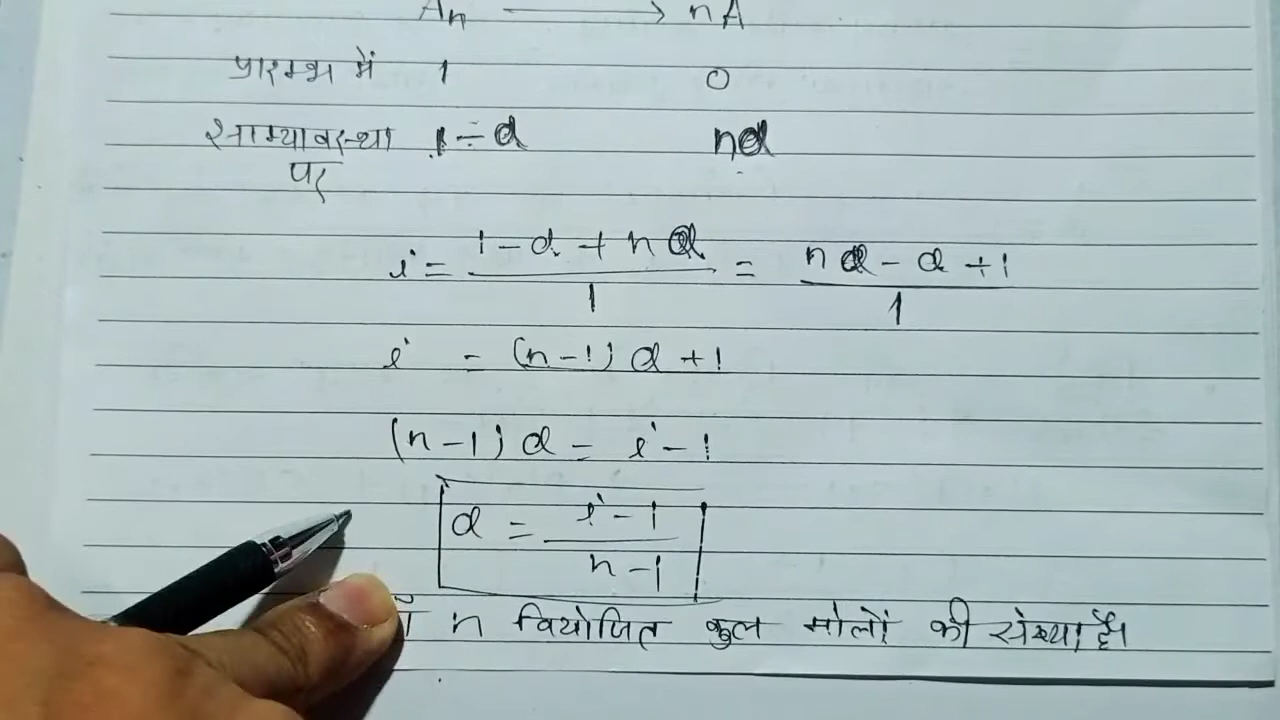 An ⟶ nA
प्रारम्भ में 1 0
साम्यावस्था 1-α nα
पर
i = (1-α+nα)/1 = (nα-α+1)/1
i = (n-1)α+1
(n-1)α = i-1
α = (i-1)/(n-1)
n वियोजित कुल मोलों की संख्या है।